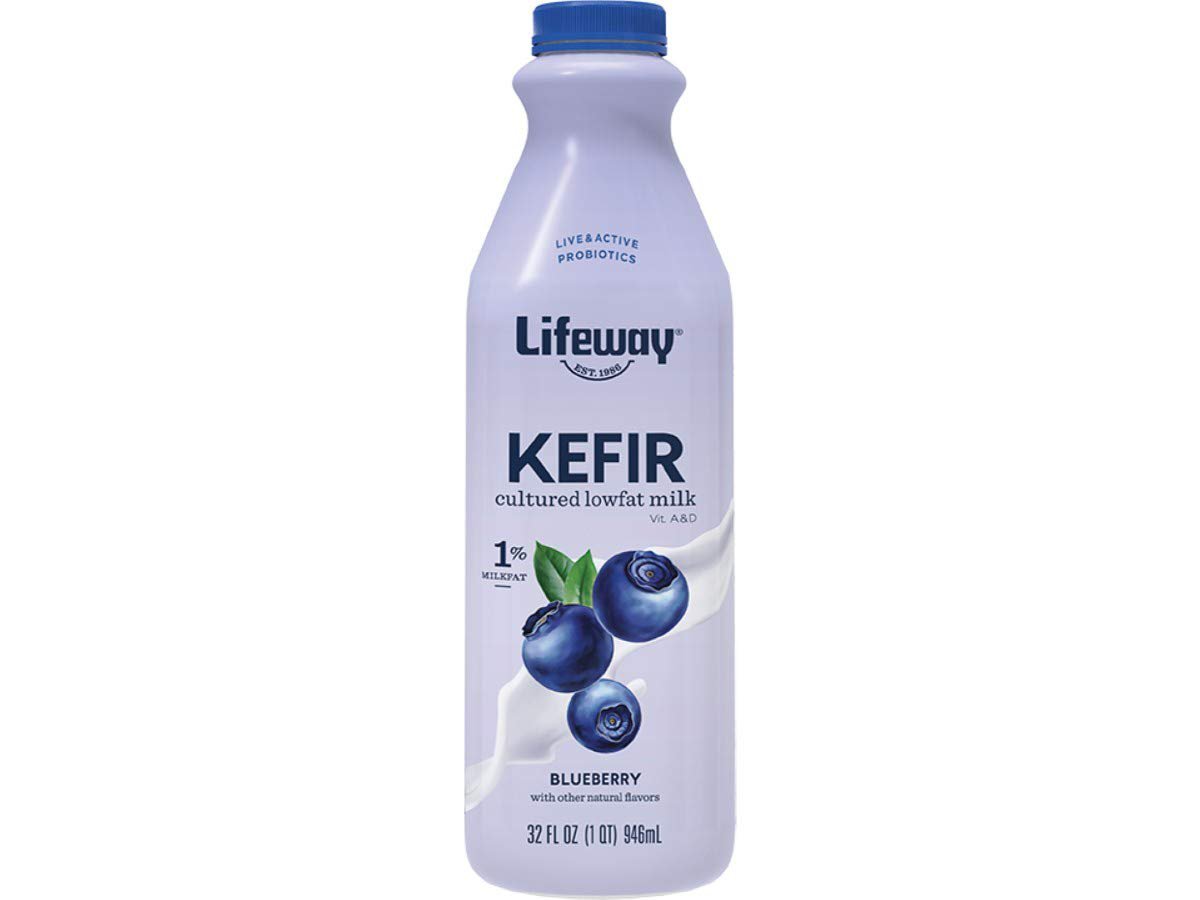 LIVE & ACTIVE
PROBIOTICS
Lifeway®
EST. 1986
KEFIR
cultured lowfat milk
Vit. A&D
1%
MILKFAT
BLUEBERRY
with other natural flavors
32 FL OZ (1 QT) 946mL